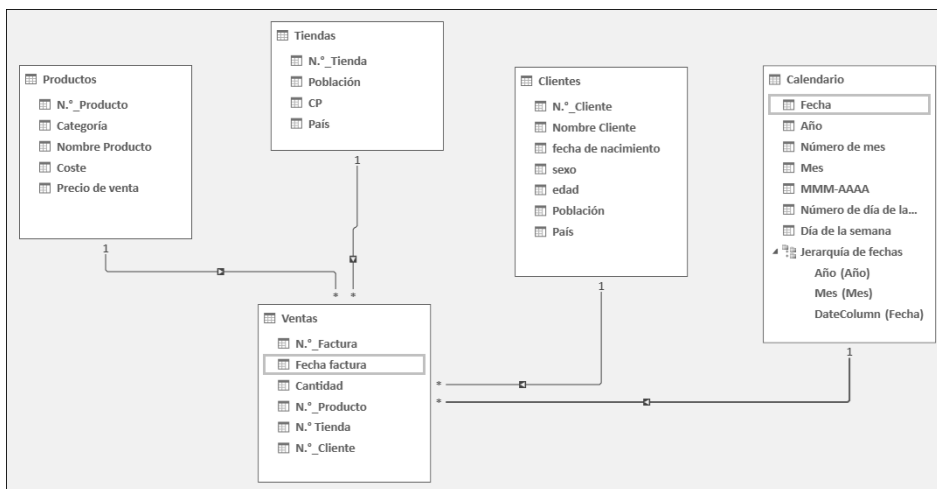 Productos
N.°_Producto
Categoría
Nombre Producto
Coste
Precio de venta
1
Tiendas
N.°_Tienda
Población
CP
País
1
Clientes
N.°_Cliente
Nombre Cliente
fecha de nacimiento
sexo
edad
Población
País
1
Calendario
Fecha
Año
Número de mes
Mes
MMM-AAAA
Número de día de la...
Día de la semana
Jerarquía de fechas
Año (Año)
Mes (Mes)
DateColumn (Fecha)
1
* *
Ventas
N.°_Factura
Fecha factura
Cantidad
N.°_Producto
N.° Tienda
N.°_Cliente
*
*